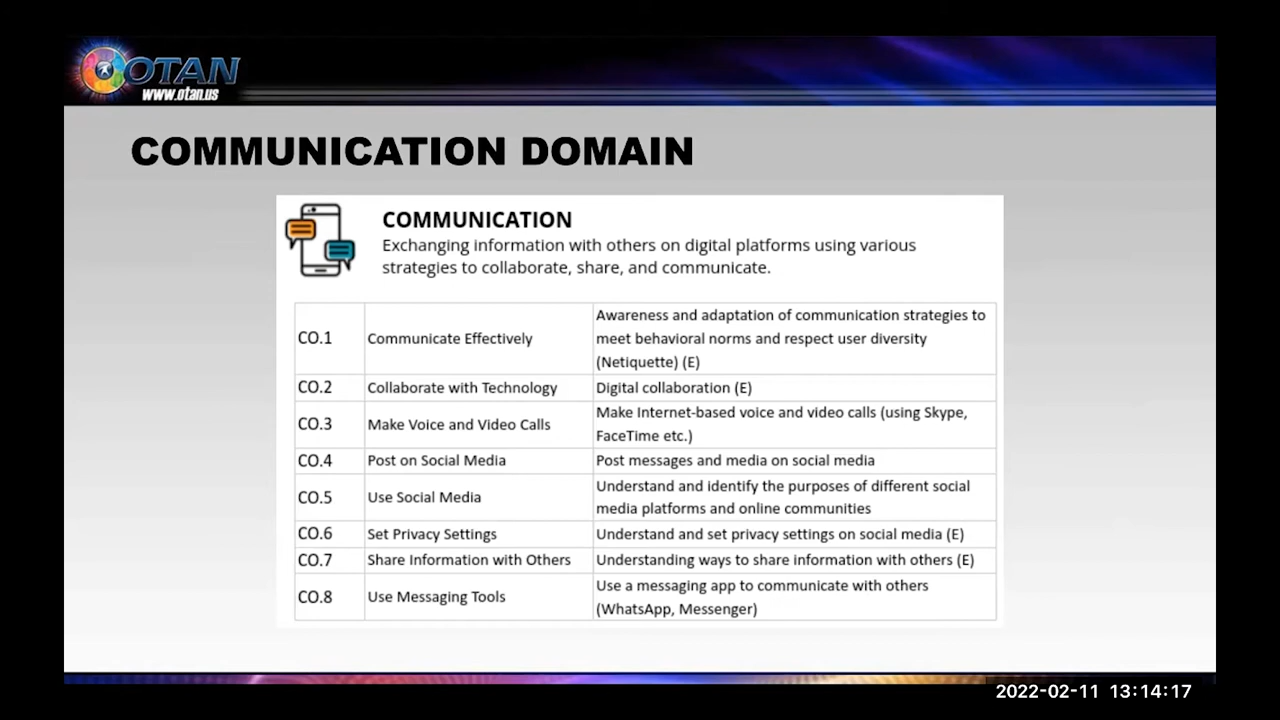 OTAN
www.otan.us
COMMUNICATION DOMAIN
COMMUNICATION
Exchanging information with others on digital platforms using various
strategies to collaborate, share, and communicate.
CO.1 Communicate Effectively Awareness and adaptation of communication strategies to
meet behavioral norms and respect user diversity
(Netiquette) (E)
CO.2 Collaborate with Technology Digital collaboration (E)
CO.3 Make Voice and Video Calls Make Internet-based voice and video calls (using Skype,
FaceTime etc.)
CO.4 Post on Social Media Post messages and media on social media
CO.5 Use Social Media Understand and identify the purposes of different social
media platforms and online communities
CO.6 Set Privacy Settings Understand and set privacy settings on social media (E)
CO.7 Share Information with Others Understanding ways to share information with others (E)
CO.8 Use Messaging Tools Use a messaging app to communicate with others
(WhatsApp, Messenger)
2022-02-11 13:14:17